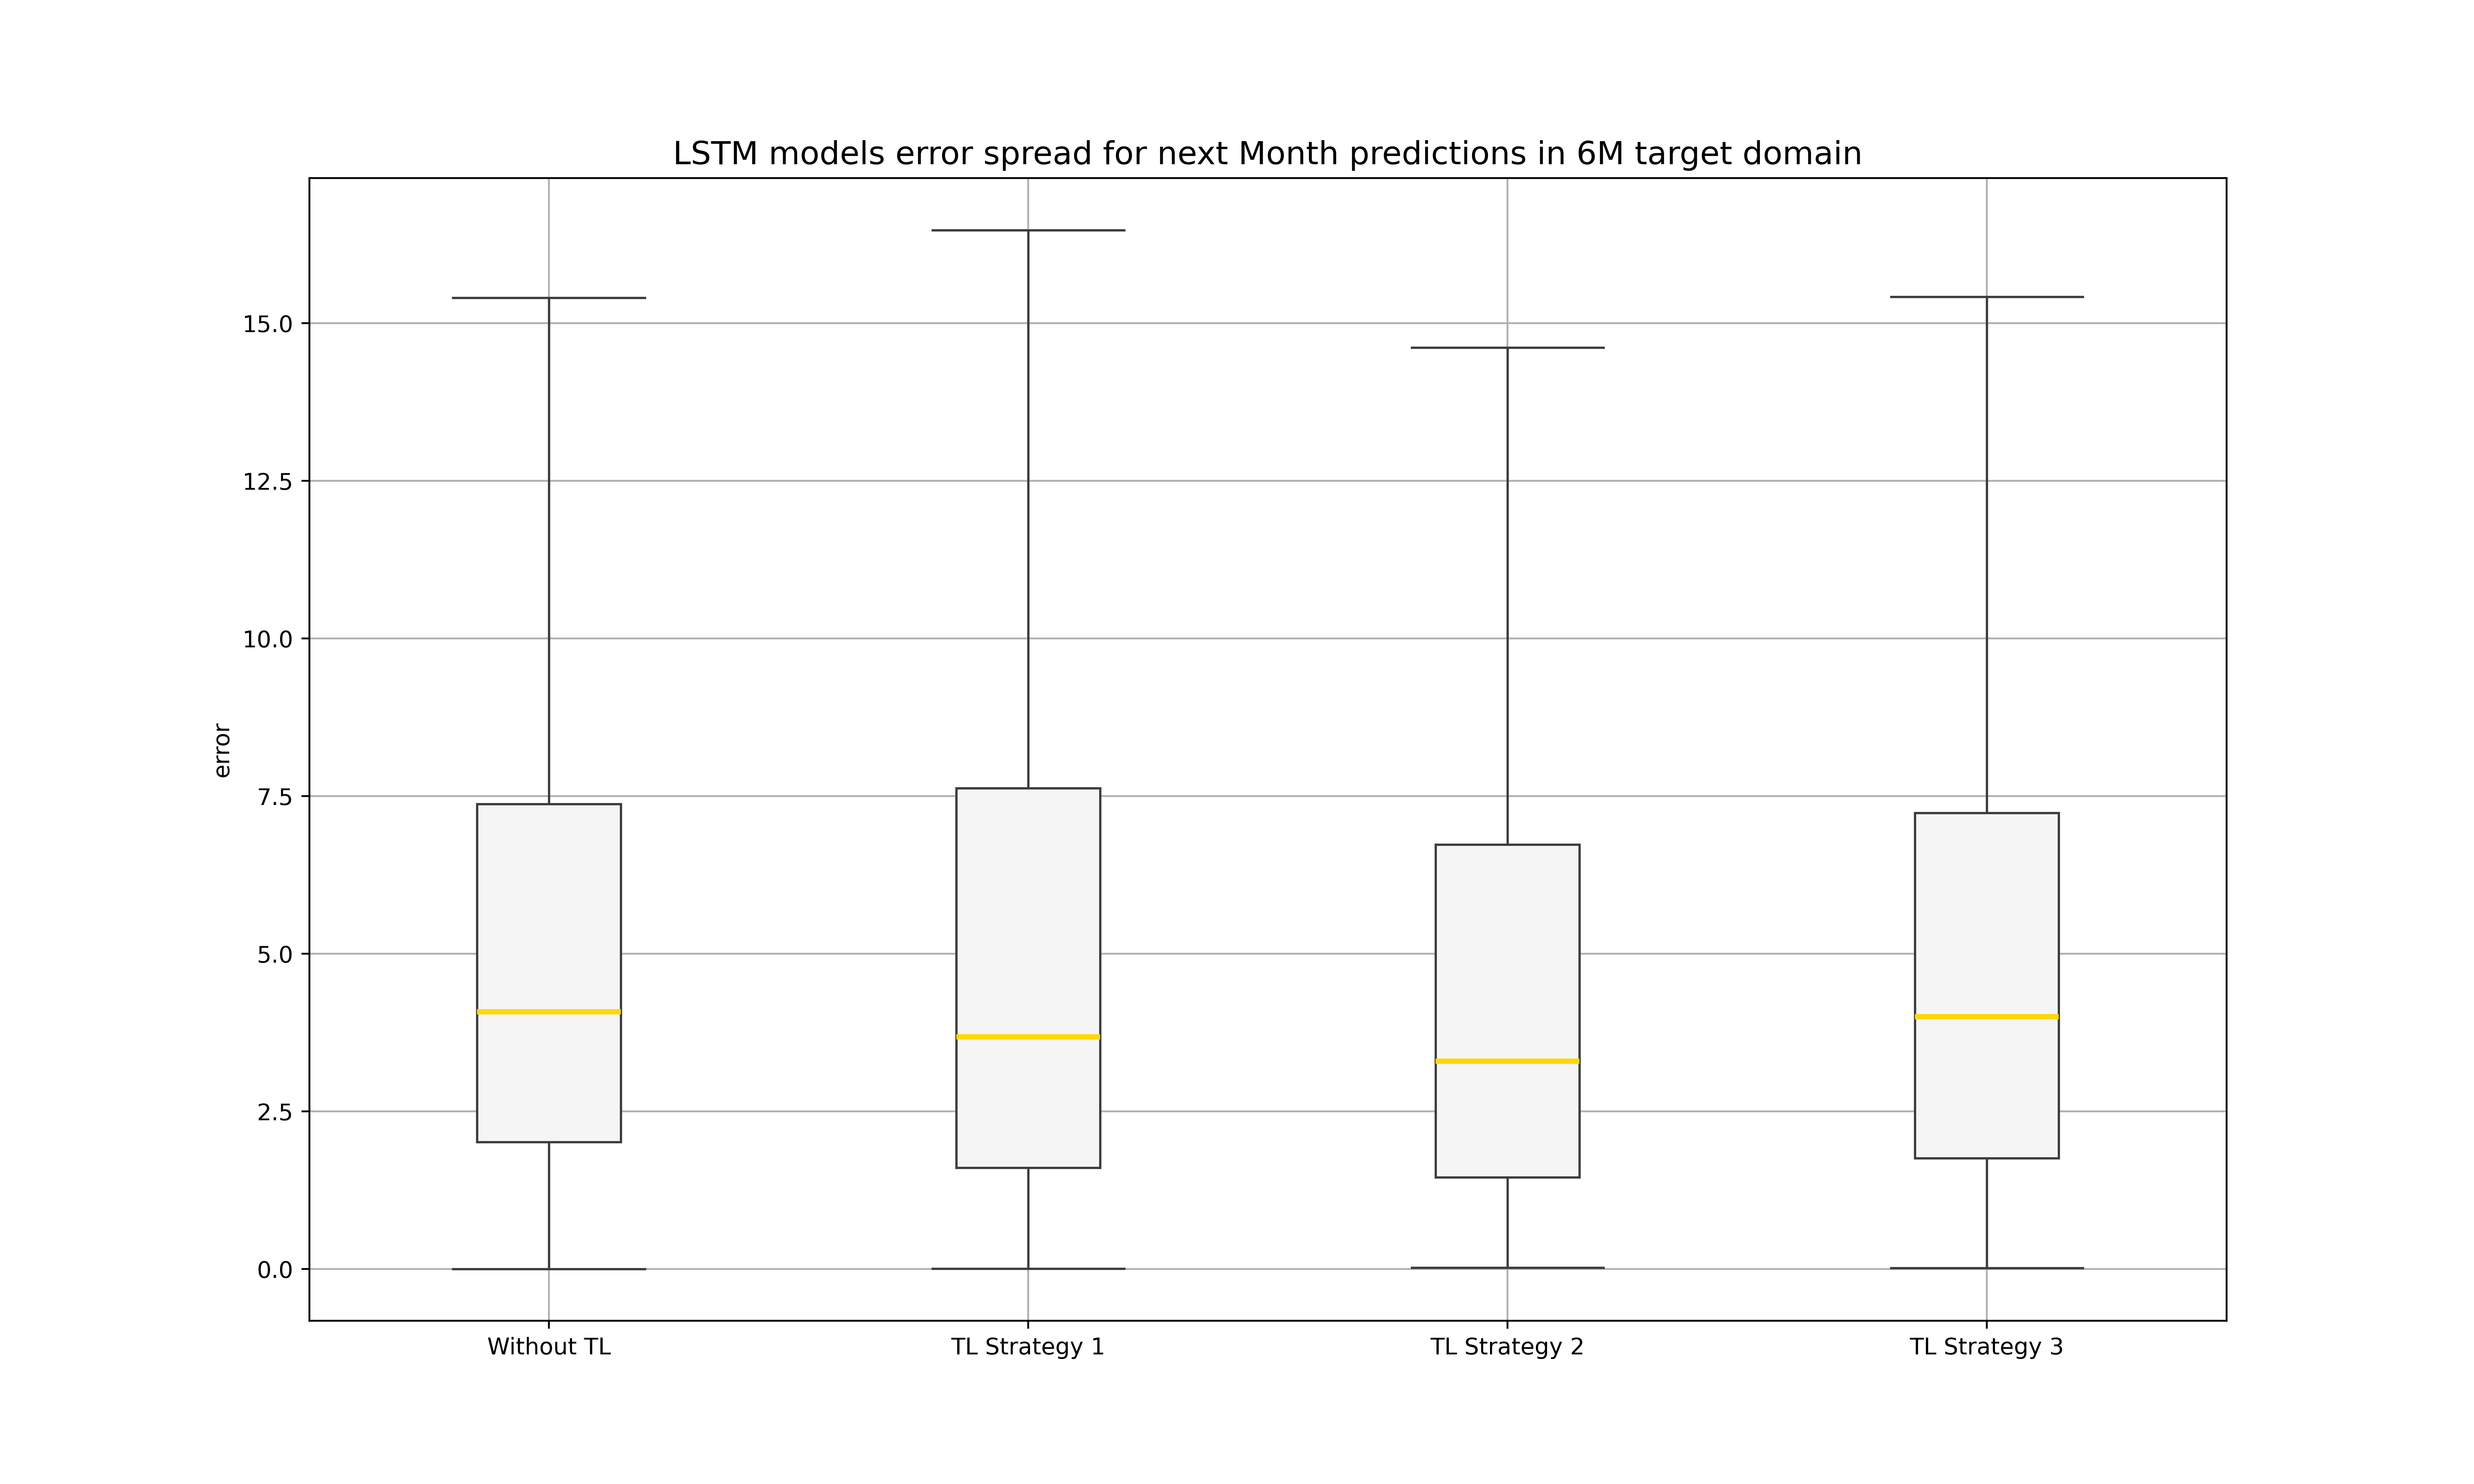 LSTM models error spread for next Month predictions in 6M target domain
15.0
12.5
10.0
7.5
5.0
2.5
0.0
error
Without TL
TL Strategy 1
TL Strategy 2
TL Strategy 3